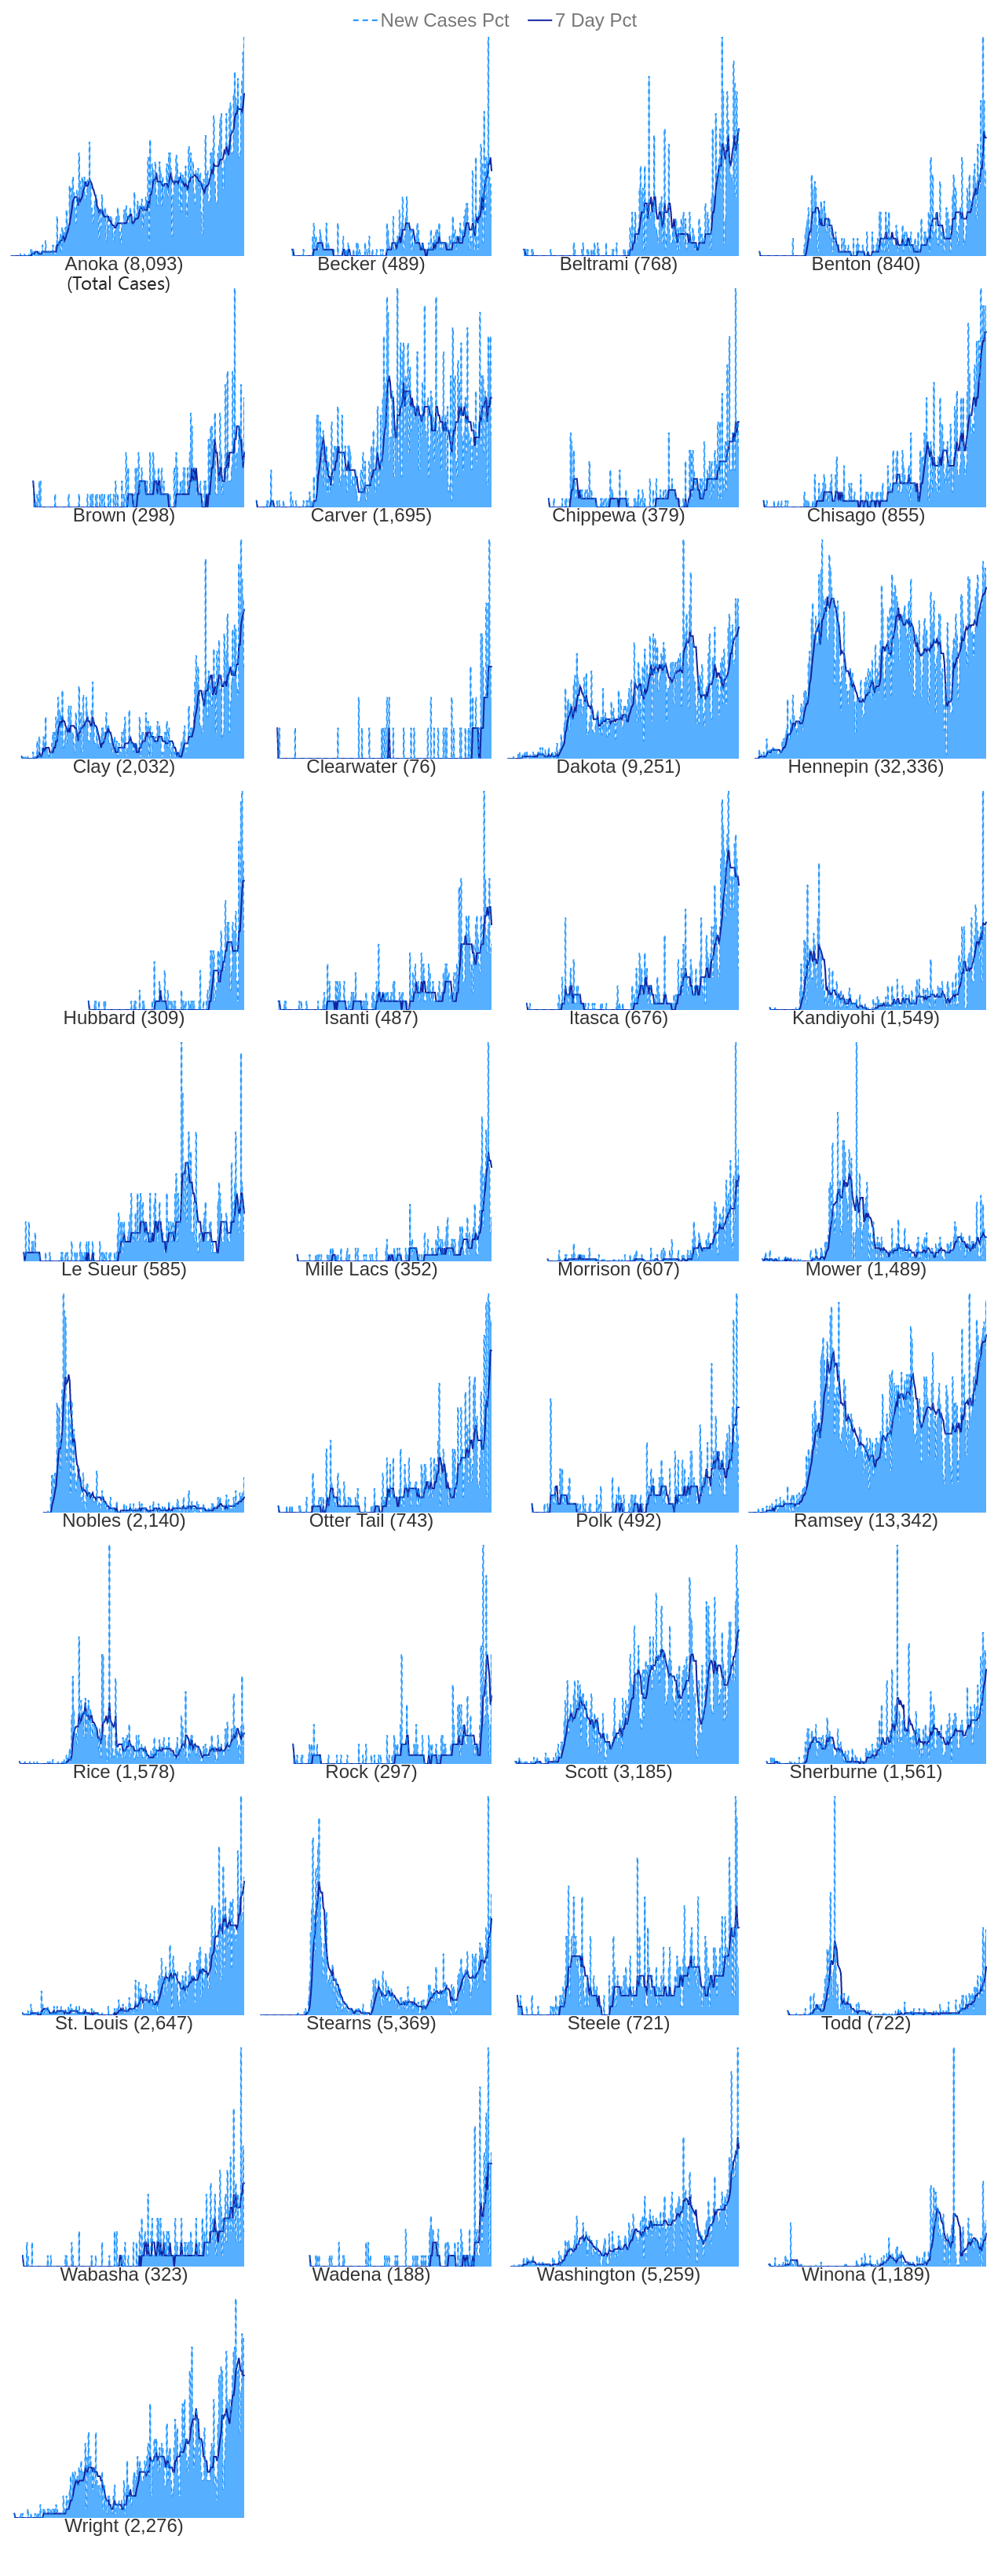 New Cases Pct 7 Day Pct
Anoka (8,093) Becker (489) Beltrami (768) Benton (840)
(Total Cases)
Brown (298) Carver (1,695) Chippewa (379) Chisago (855)
Clay (2,032) Clearwater (76) Dakota (9,251) Hennepin (32,336)
Hubbard (309) Isanti (487) Itasca (676) Kandiyohi (1,549)
Le Sueur (585) Mille Lacs (352) Morrison (607) Mower (1,489)
Nobles (2,140) Otter Tail (743) Polk (492) Ramsey (13,342)
Rice (1,578) Rock (297) Scott (3,185) Sherburne (1,561)
St. Louis (2,647) Stearns (5,369) Steele (721) Todd (722)
Wabasha (323) Wadena (188) Washington (5,259) Winona (1,189)
Wright (2,276)